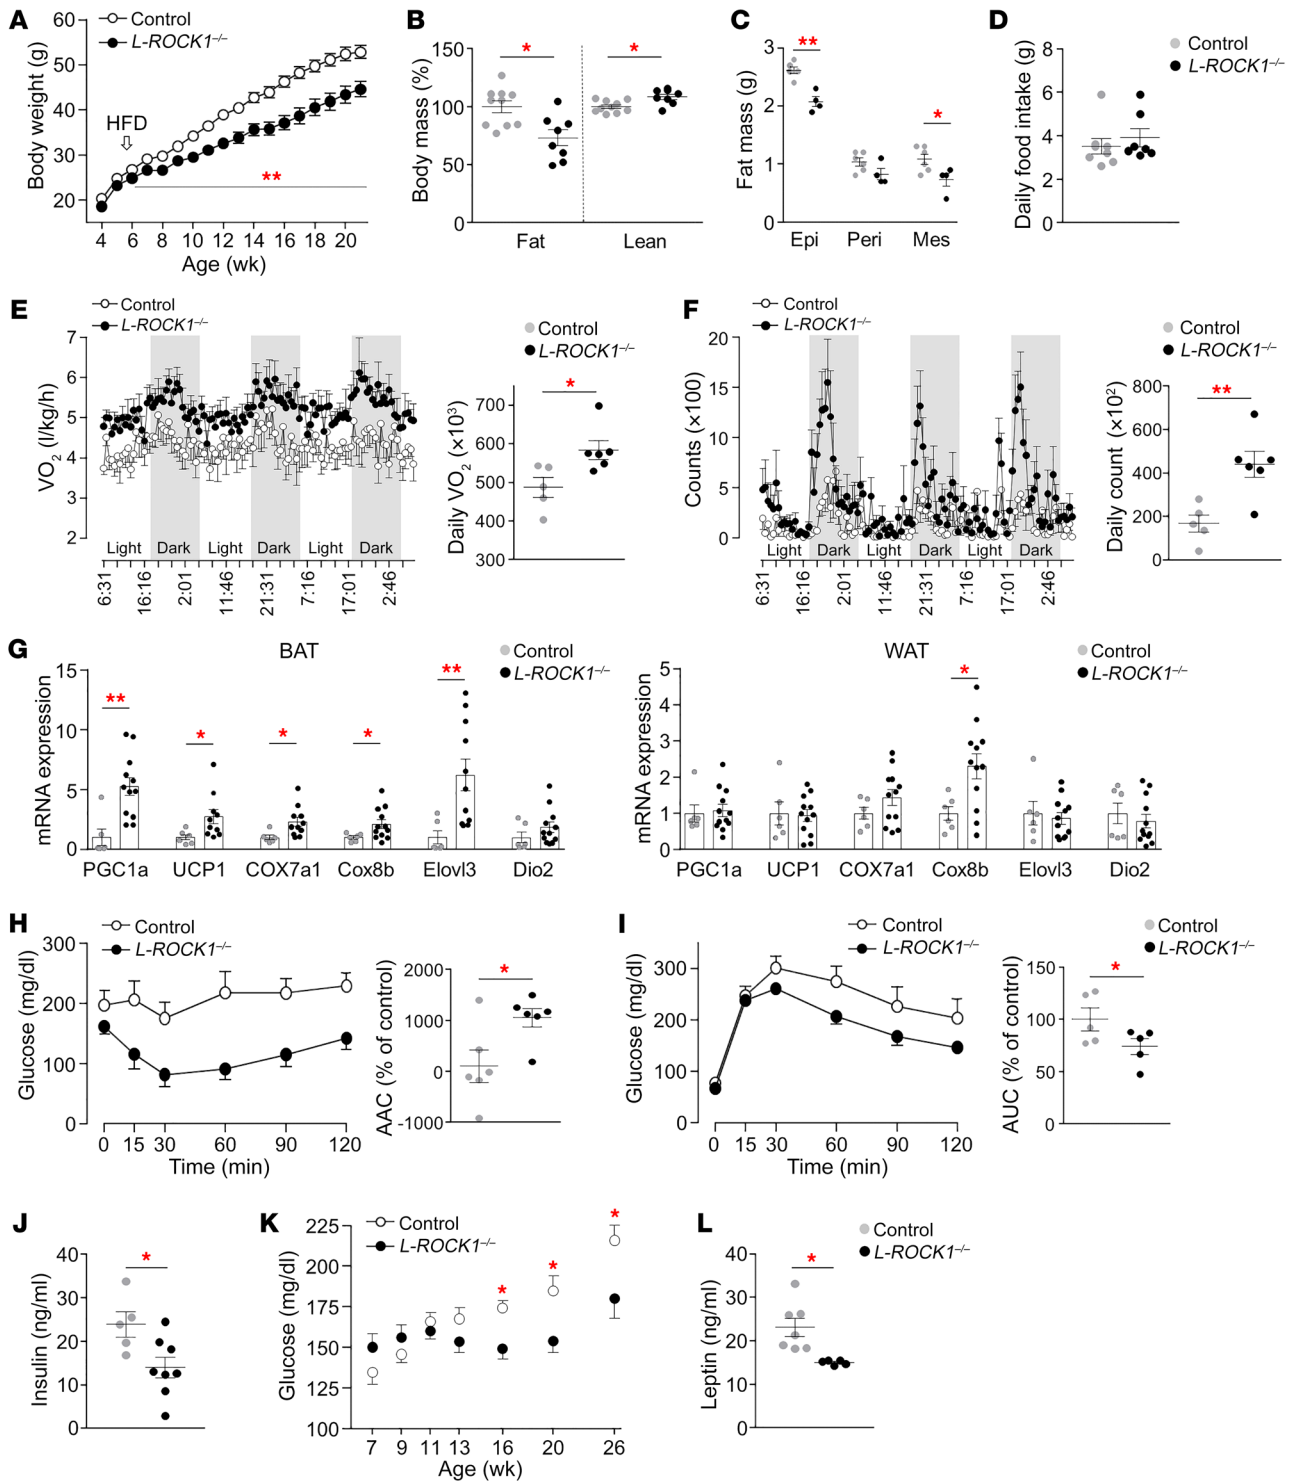 A
Control
L-ROCK1–/–
Body weight (g)
60
50
40
30
20
HFD
**
4 6 8 10 12 14 16 18 20
Age (wk)
B
Body mass (%)
150
100
50
0
* *
Fat Lean
C
Fat mass (g)
3
2
1
0
**
*
Epi Peri Mes
D
Control
L-ROCK1–/–
Daily food intake (g)
8
6
4
2
0
E
Control
L-ROCK1–/–
VO2 (l/kg/h)
7
6
5
4
3
2
Light Dark Light Dark Light Dark
6:31 16:16 2:01 11:46 21:31 7:16 17:01 2:46
Control
L-ROCK1–/–
*
Daily VO2 (×10³)
700
600
500
400
300
F
Control
L-ROCK1–/–
Counts (×100)
20
15
10
5
0
Light Dark Light Dark Light Dark
6:31 16:16 2:01 11:46 21:31 7:16 17:01 2:46
Control
L-ROCK1–/–
**
Daily count (×10²)
800
600
400
200
0
G
BAT
Control
L-ROCK1–/–
mRNA expression
15
10
5
0
** * * * **
PGC1a UCP1 COX7a1 Cox8b Elovl3 Dio2
WAT
Control
L-ROCK1–/–
mRNA expression
5
4
3
2
1
0
*
PGC1a UCP1 COX7a1 Cox8b Elovl3 Dio2
H
Control
L-ROCK1–/–
Glucose (mg/dl)
300
200
100
0
0 15 30 60 90 120
Time (min)
AAC (% of control)
2000
1000
0
-1000
*
I
Control
L-ROCK1–/–
Glucose (mg/dl)
300
200
100
0
0 15 30 60 90 120
Time (min)
Control
L-ROCK1–/–
AUC (% of control)
150
100
50
0
*
J
Insulin (ng/ml)
40
30
20
10
0
*
K
Control
L-ROCK1–/–
Glucose (mg/dl)
225
200
175
150
125
100
* * *
7 9 11 13 16 20 26
Age (wk)
L
Control
L-ROCK1–/–
Leptin (ng/ml)
40
30
20
10
0
*